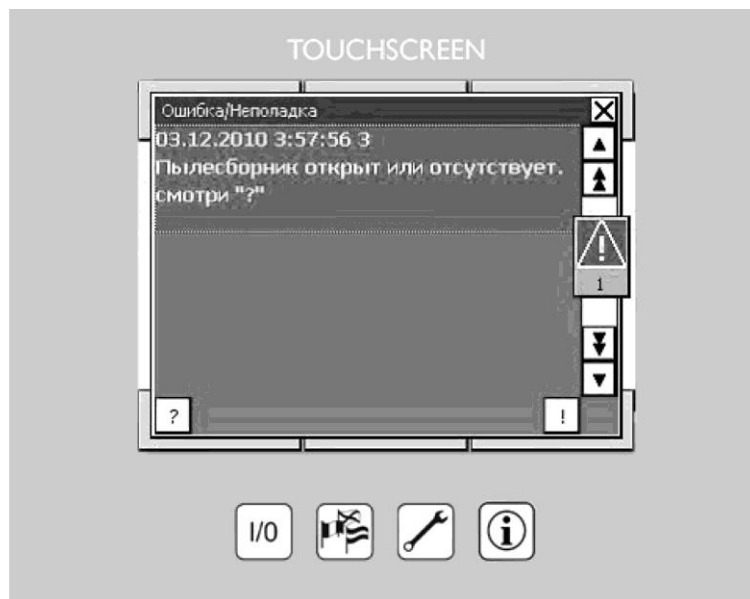 TOUCHSCREEN
Ошибка/Неполадка
03.12.2010 3:57:56 3
Пылесборник открыт или отсутствует.
смотри "?"
1
?
!
I/0